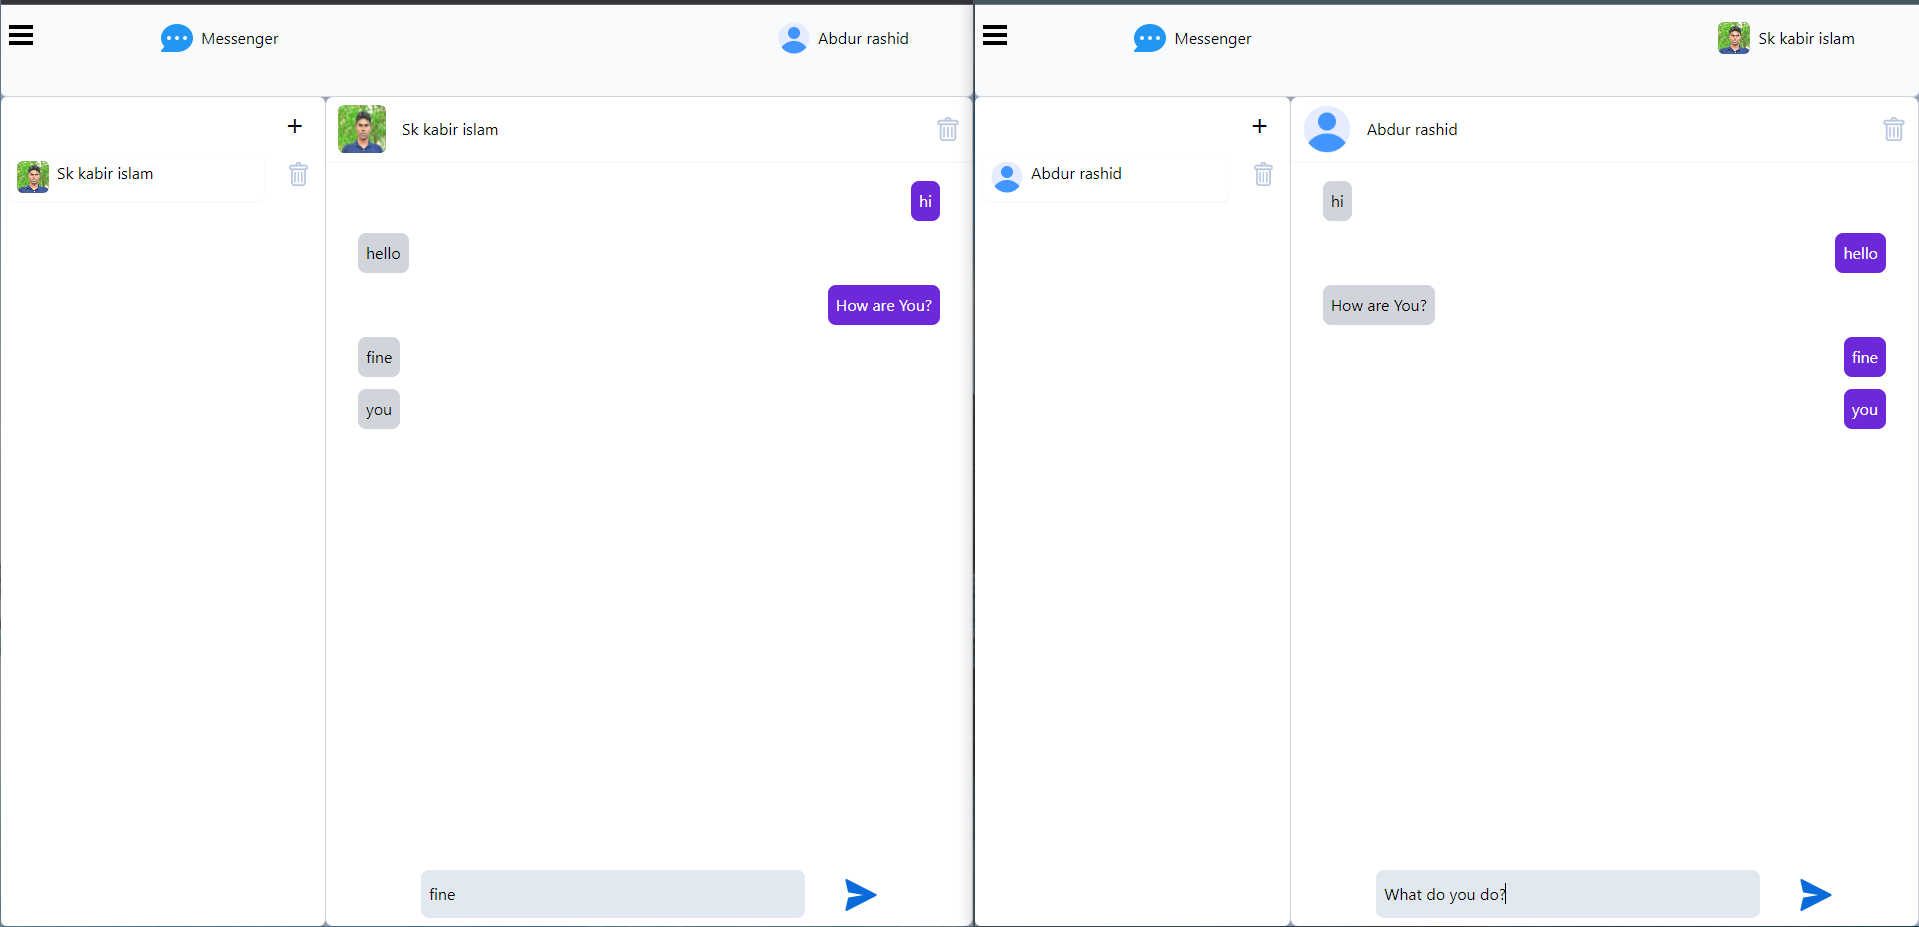 Messenger
Abdur rashid
Sk kabir islam
Sk kabir islam
hi
hello
How are You?
fine
you
fine
Messenger
Sk kabir islam
Abdur rashid
Abdur rashid
hi
hello
How are You?
fine
you
What do you do?